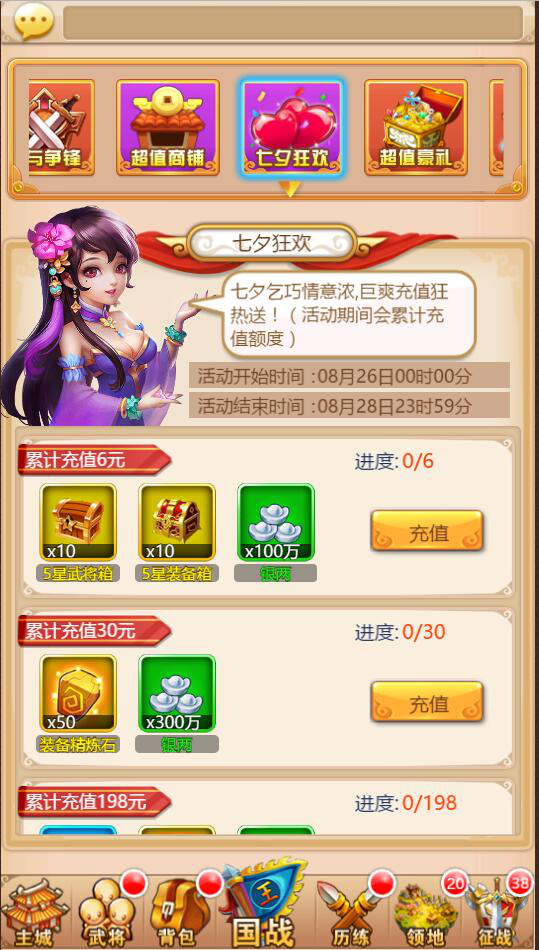 与争锋
超值商铺
七夕狂欢
超值豪礼
七夕狂欢
七夕乞巧情意浓,巨爽充值狂
热送！（活动期间会累计充
值额度）
活动开始时间 :08月26日00时00分
活动结束时间 :08月28日23时59分
累计充值6元
进度: 0/6
x10
x10
x100万
充值
5星武将箱
5星装备箱
银两
累计充值30元
进度: 0/30
x50
x300万
充值
装备精炼石
银两
累计充值198元
进度: 0/198
王
20
38
主城
武将
背包
国战
历练
领地
征战